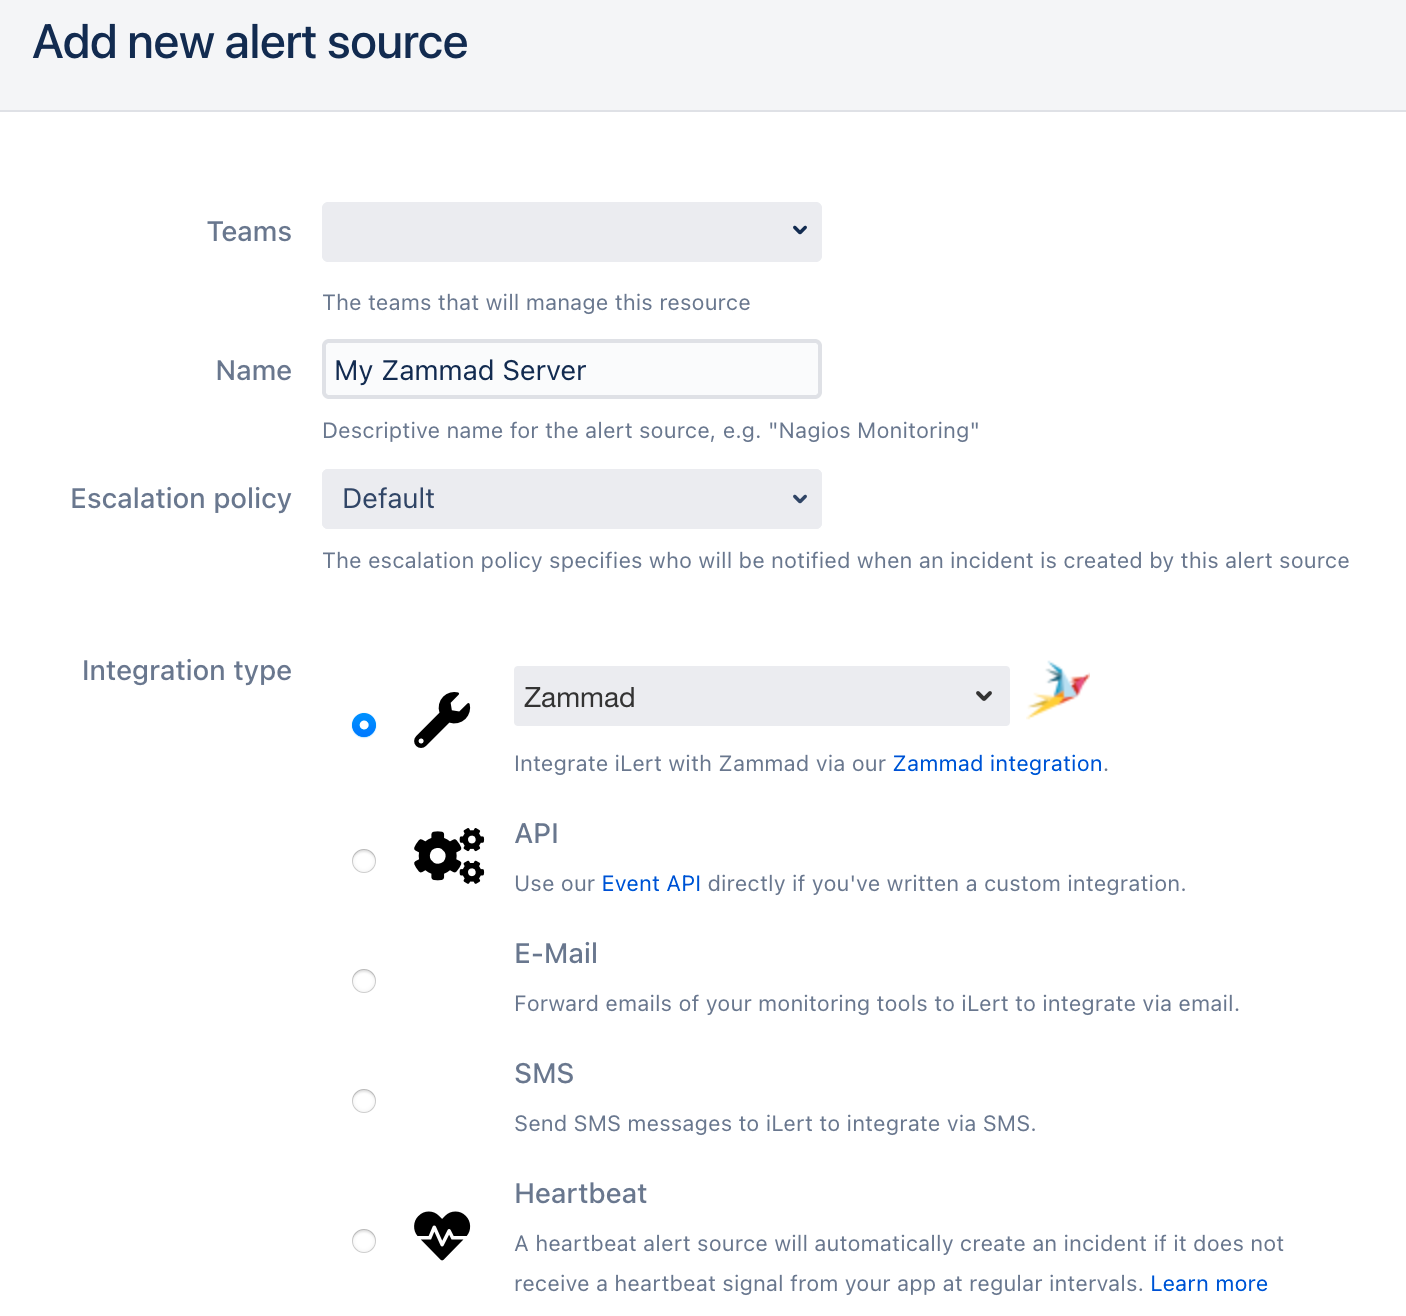 Add new alert source
Teams
The teams that will manage this resource
Name
My Zammad Server
Descriptive name for the alert source, e.g. "Nagios Monitoring"
Escalation policy
Default
The escalation policy specifies who will be notified when an incident is created by this alert source
Integration type
Zammad
Integrate iLert with Zammad via our Zammad integration.
API
Use our Event API directly if you've written a custom integration.
E-Mail
Forward emails of your monitoring tools to iLert to integrate via email.
SMS
Send SMS messages to iLert to integrate via SMS.
Heartbeat
A heartbeat alert source will automatically create an incident if it does not
receive a heartbeat signal from your app at regular intervals. Learn more